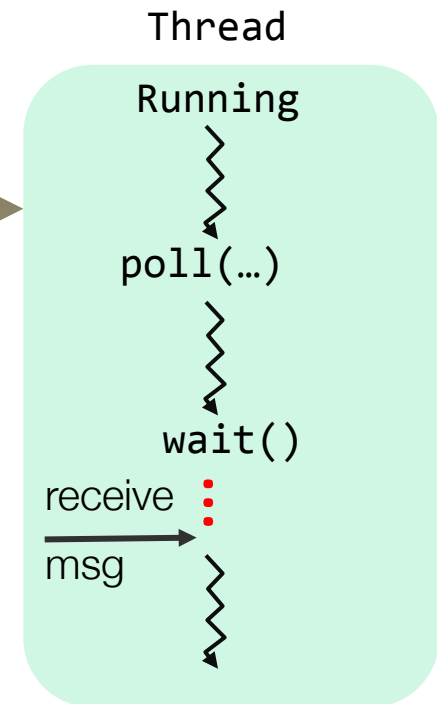 Thread
Running
poll(…)
wait()
receive
msg